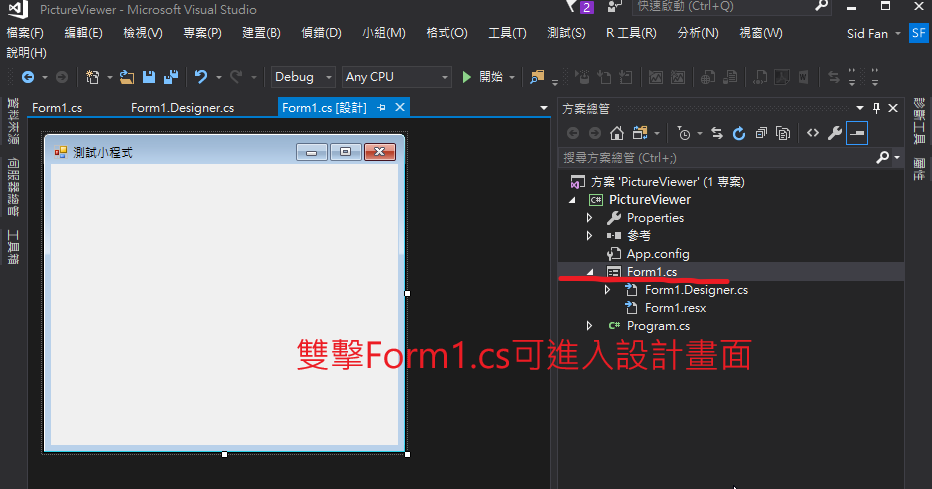 PictureViewer - Microsoft Visual Studio
2
快速啟動 (Ctrl+Q)
檔案(F) 編輯(E) 檢視(V) 專案(P) 建置(B) 偵錯(D) 小組(M) 格式(O) 工具(T) 測試(S) R 工具(R) 分析(N) 視窗(W) Sid Fan SF
說明(H)
Debug Any CPU 開始
Form1.cs Form1.Designer.cs Form1.cs [設計]
資料來源
伺服器總管
工具箱
測試小程式
方案總管
搜尋方案總管 (Ctrl+;)
方案 'PictureViewer' (1 專案)
C# PictureViewer
Properties
參考
App.config
Form1.cs
Form1.Designer.cs
Form1.resx
C# Program.cs
雙擊Form1.cs可進入設計畫面
診斷工具
屬性